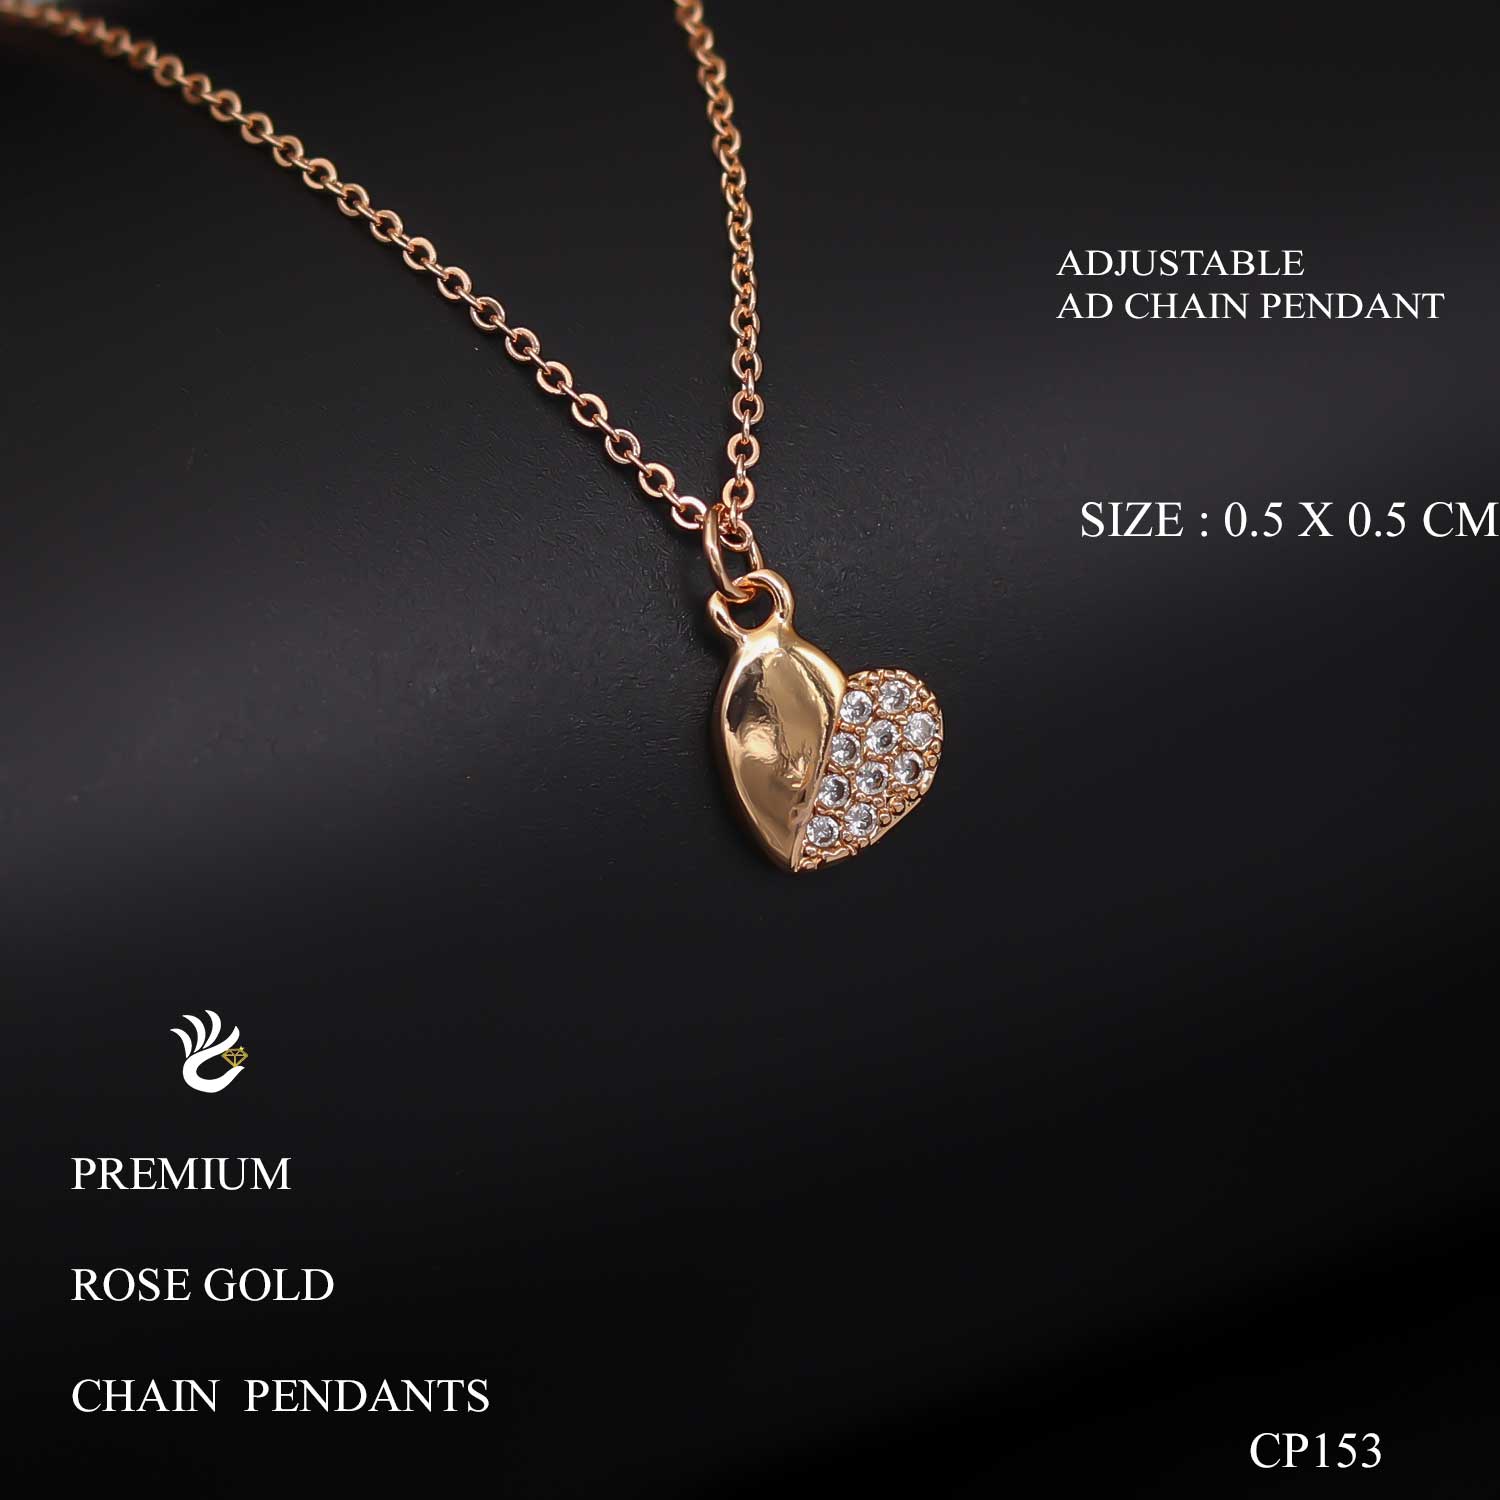 ADJUSTABLE
AD CHAIN PENDANT
SIZE : 0.5 X 0.5 CM
PREMIUM
ROSE GOLD
CHAIN PENDANTS
CP153